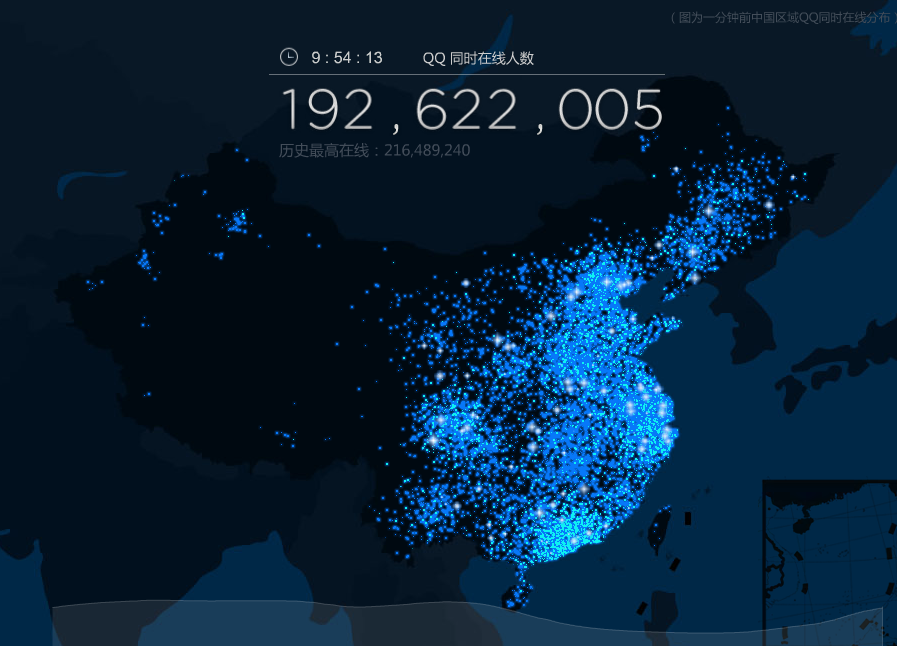 ( 图为一分钟前中国区域QQ同时在线分布 )
9 : 54 : 13 QQ 同时在线人数
192 , 622 , 005
历史最高在线：216,489,240